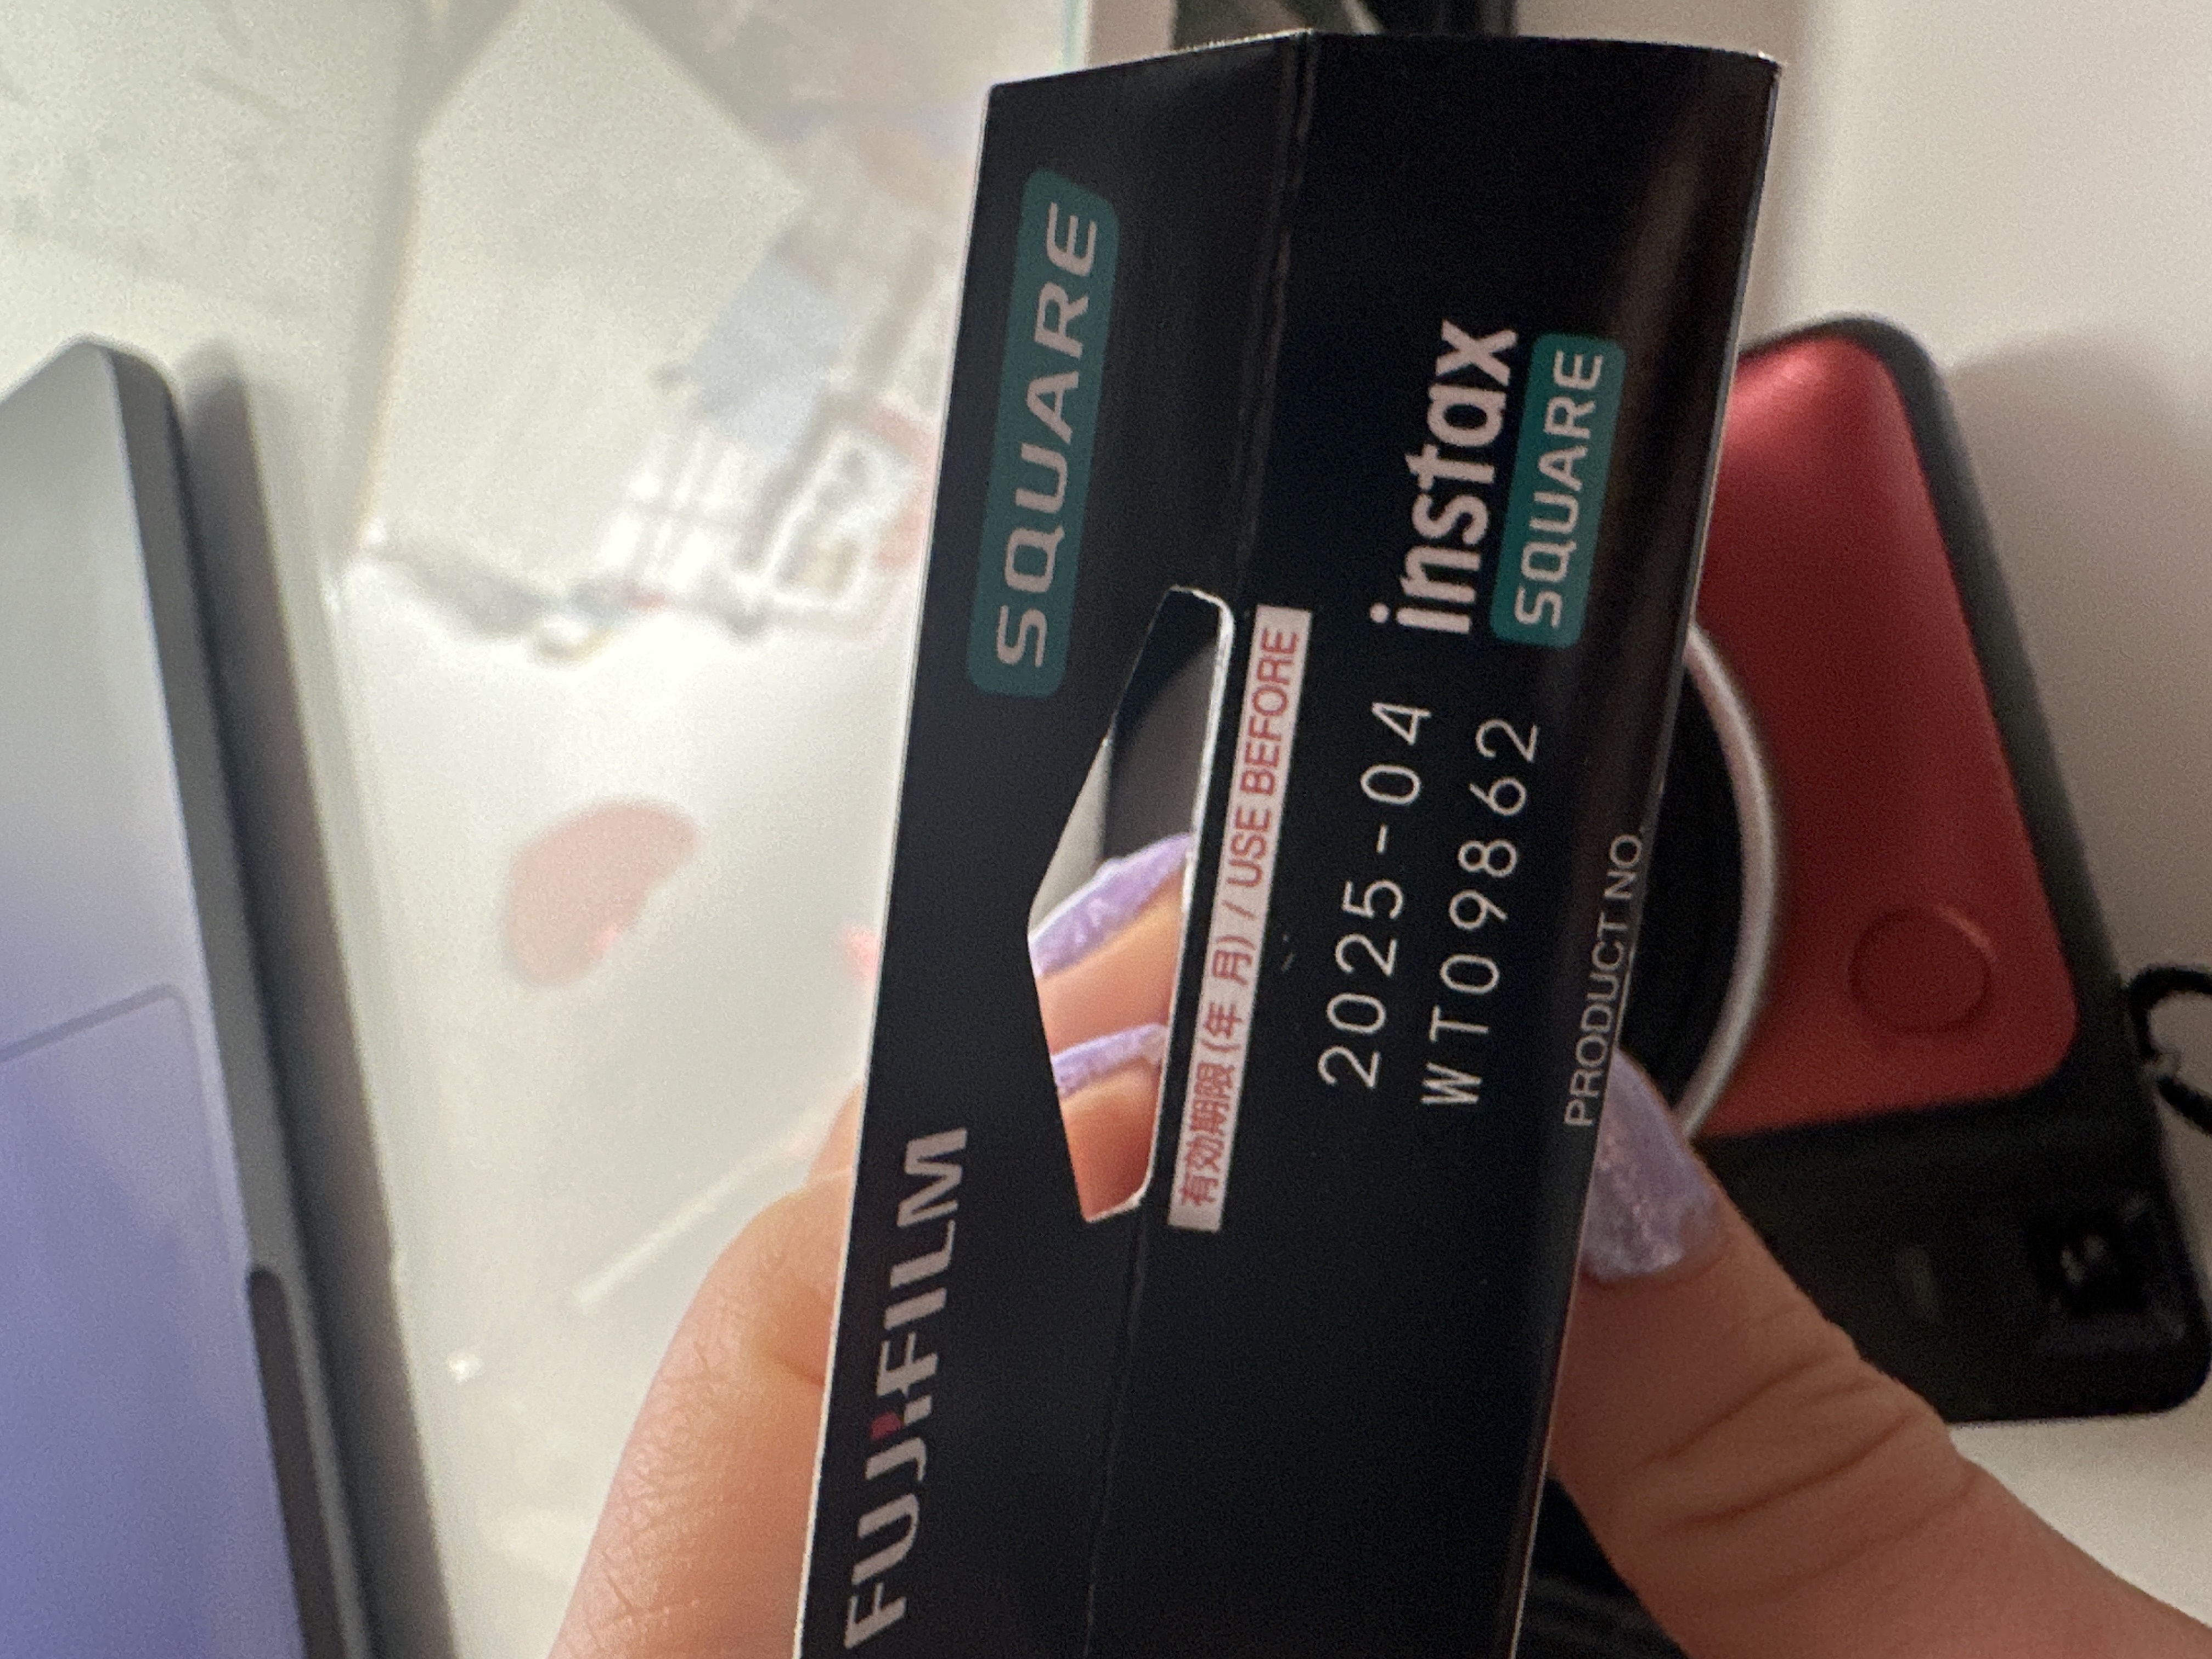 FUJIFILM
SQUARE
有効期限(年 月) / USE BEFORE
2025-04
WT09862
instax
SQUARE
PRODUCT NO.